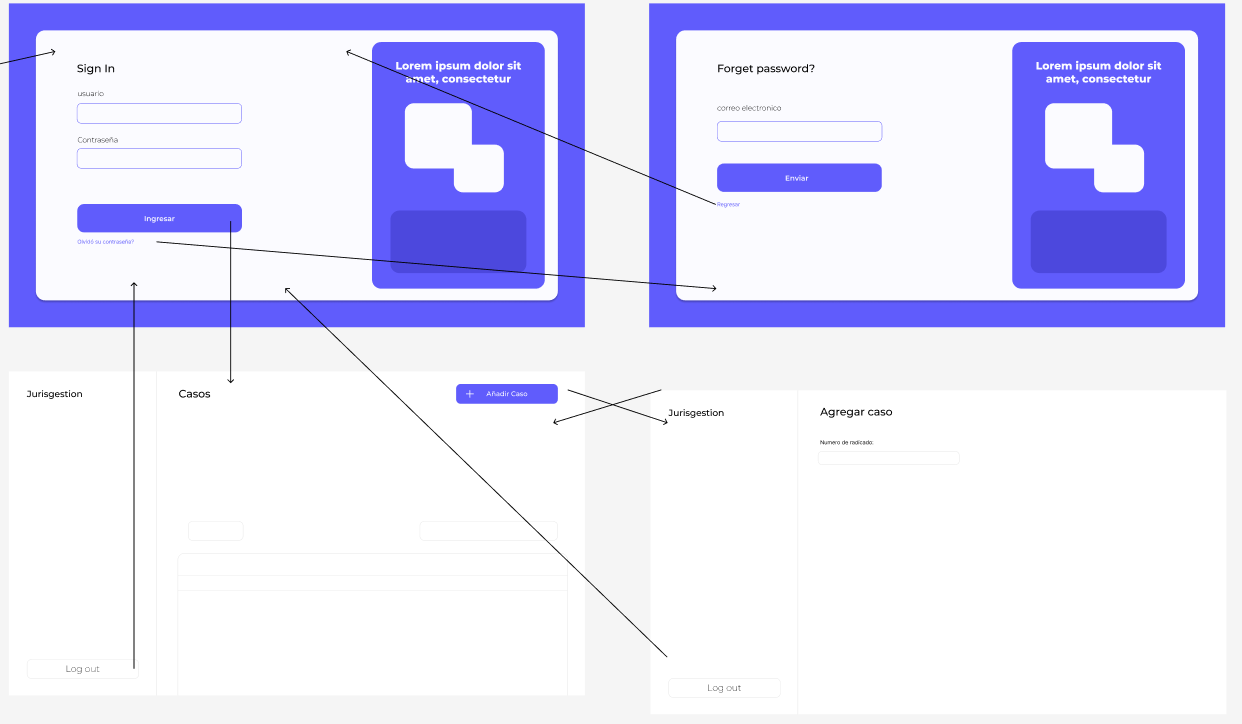 Sign In
usuario
Contraseña
Ingresar
Olvidó su contraseña?
Lorem ipsum dolor sit
amet, consectetur
Forget password?
correo electronico
Enviar
Regresar
Lorem ipsum dolor sit
amet, consectetur
Jurisgestion
Casos
Añadir Caso
Log out
Jurisgestion
Agregar caso
Numero de radicado:
Log out